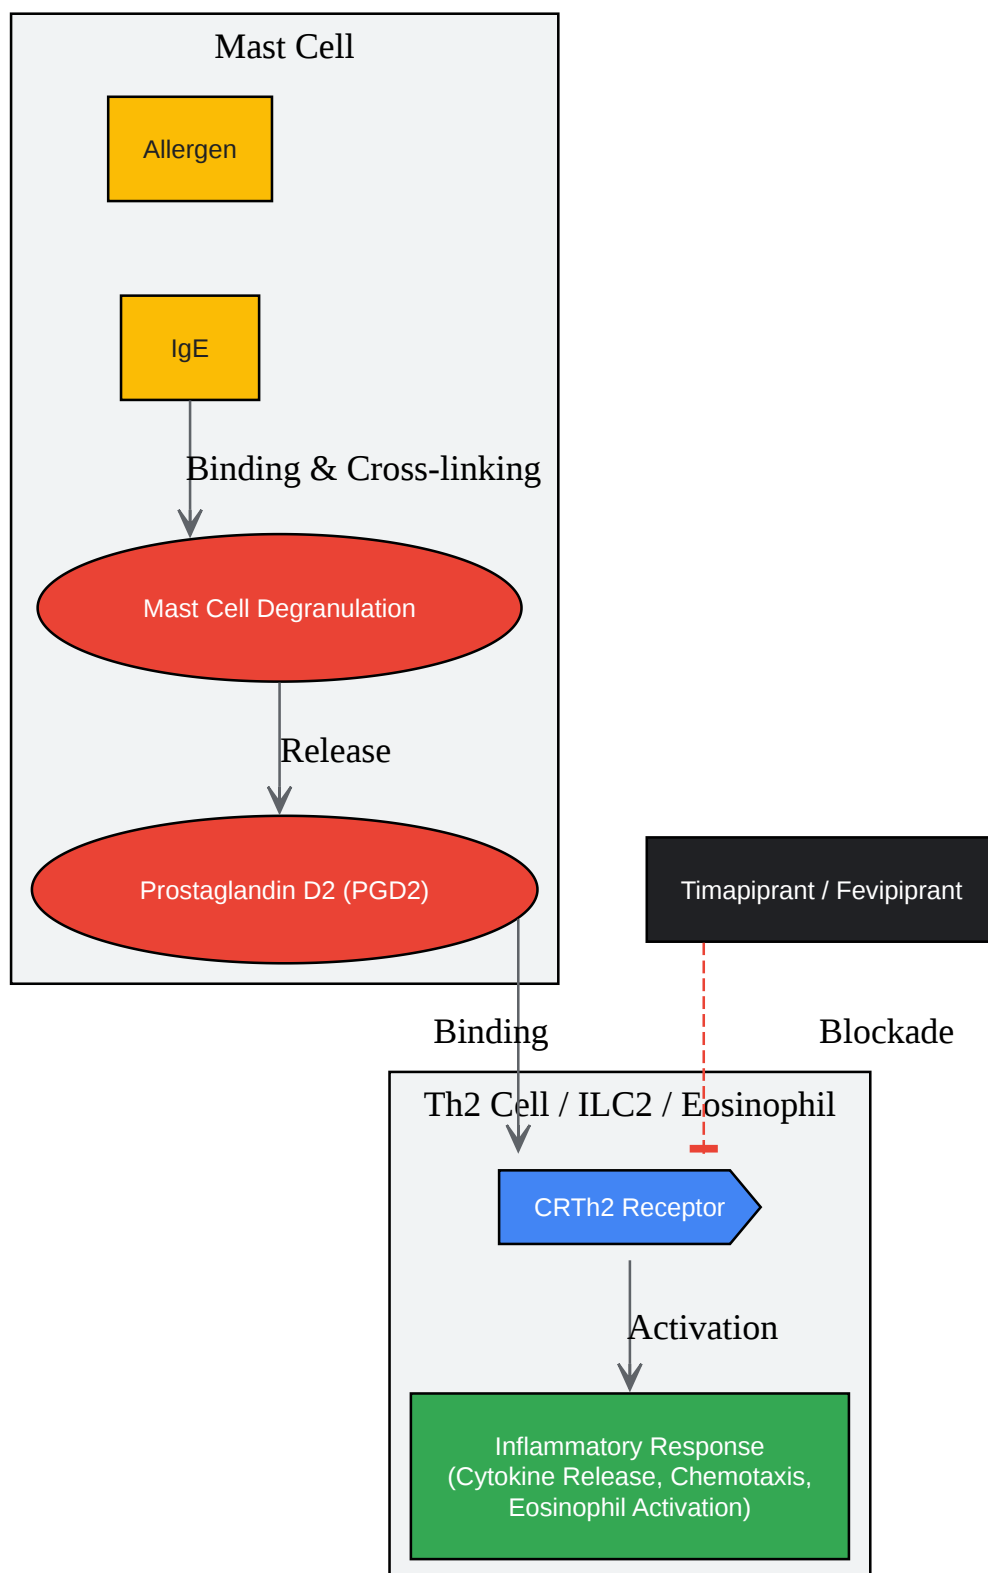 Mast Cell
Allergen
IgE
Binding & Cross-linking
Mast Cell Degranulation
Release
Prostaglandin D2 (PGD2)
Timapiprant / Fevipiprant
Binding
Blockade
Th2 Cell / ILC2 / Eosinophil
CRTh2 Receptor
Activation
Inflammatory Response
(Cytokine Release, Chemotaxis,
Eosinophil Activation)